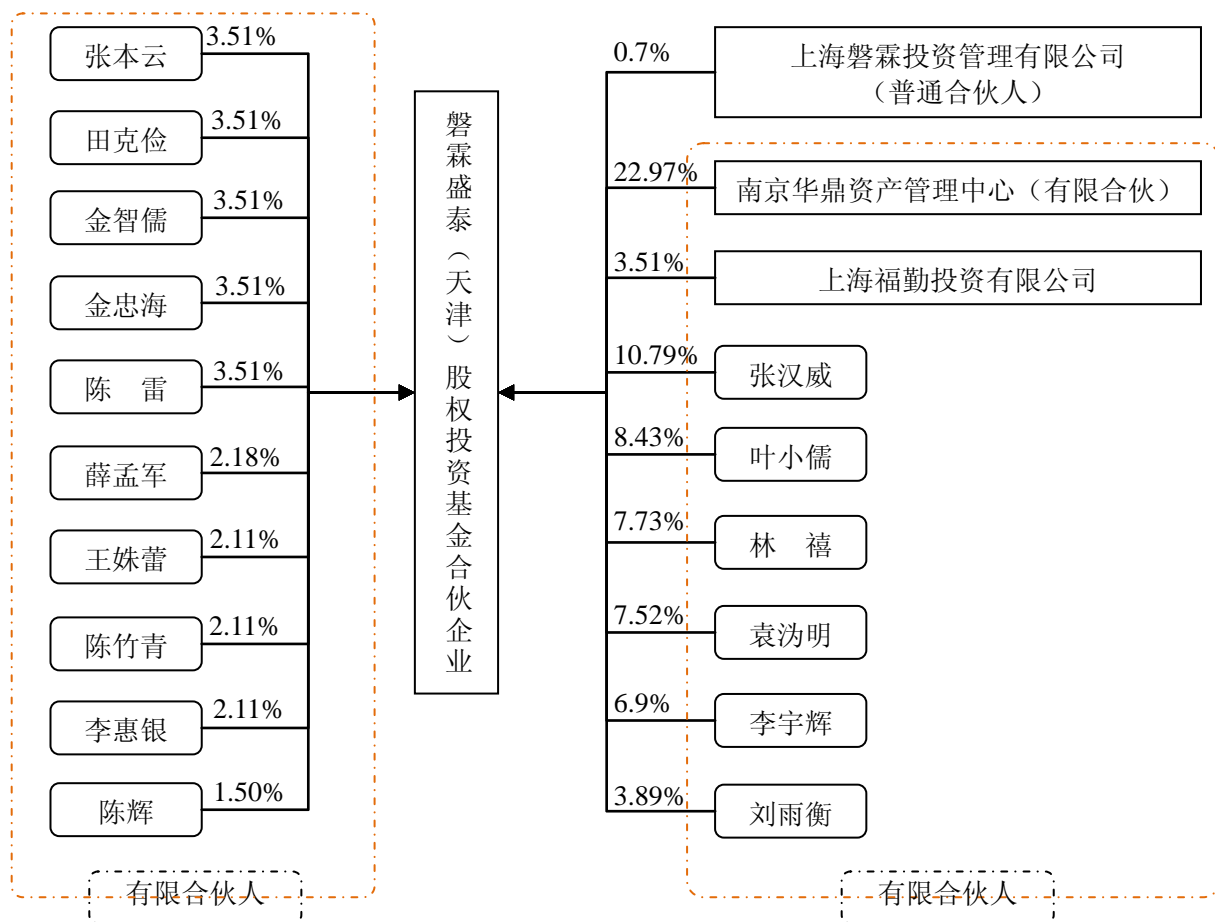 张本云
3.51%
田克俭
3.51%
金智儒
3.51%
金忠海
3.51%
陈　雷
3.51%
薛孟军
2.18%
王姝蕾
2.11%
陈竹青
2.11%
李惠银
2.11%
陈辉
1.50%
有限合伙人
磐霖盛泰（天津）股权投资基金合伙企业
0.7%
上海磐霖投资管理有限公司
（普通合伙人）
22.97%
南京华鼎资产管理中心（有限合伙）
3.51%
上海福勤投资有限公司
10.79%
张汉威
8.43%
叶小儒
7.73%
林　禧
7.52%
袁沩明
6.9%
李宇辉
3.89%
刘雨衡
有限合伙人